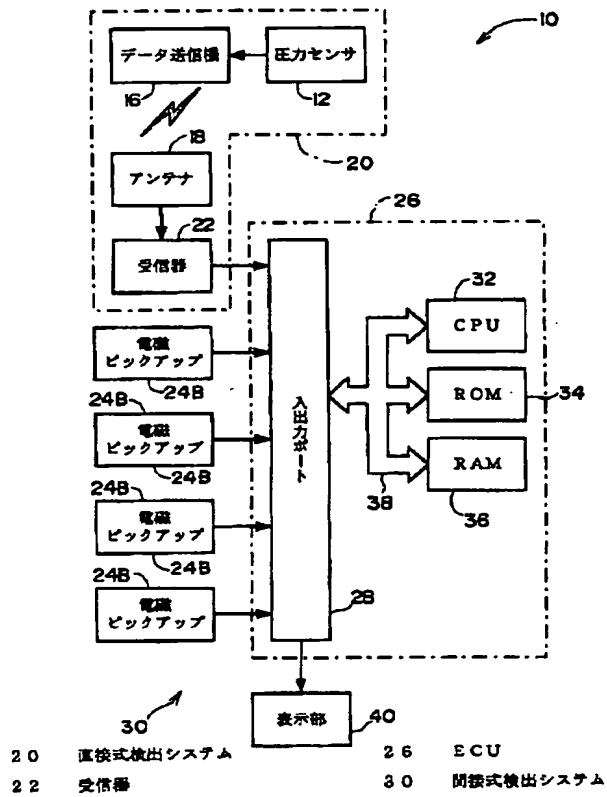 10
データ送信機
圧力センサ
16
12
18
20
アンテナ
26
22
受信器
32
CPU
電磁
ピックアップ
24B
24B
ROM
34
電磁
ピックアップ
入出力ポート
24B
24B
RAM
38
36
電磁
ピックアップ
24B
24B
28
電磁
ピックアップ
30
表示部
40
20 直接式検出システム
26 ECU
22 受信器
30 間接式検出システム